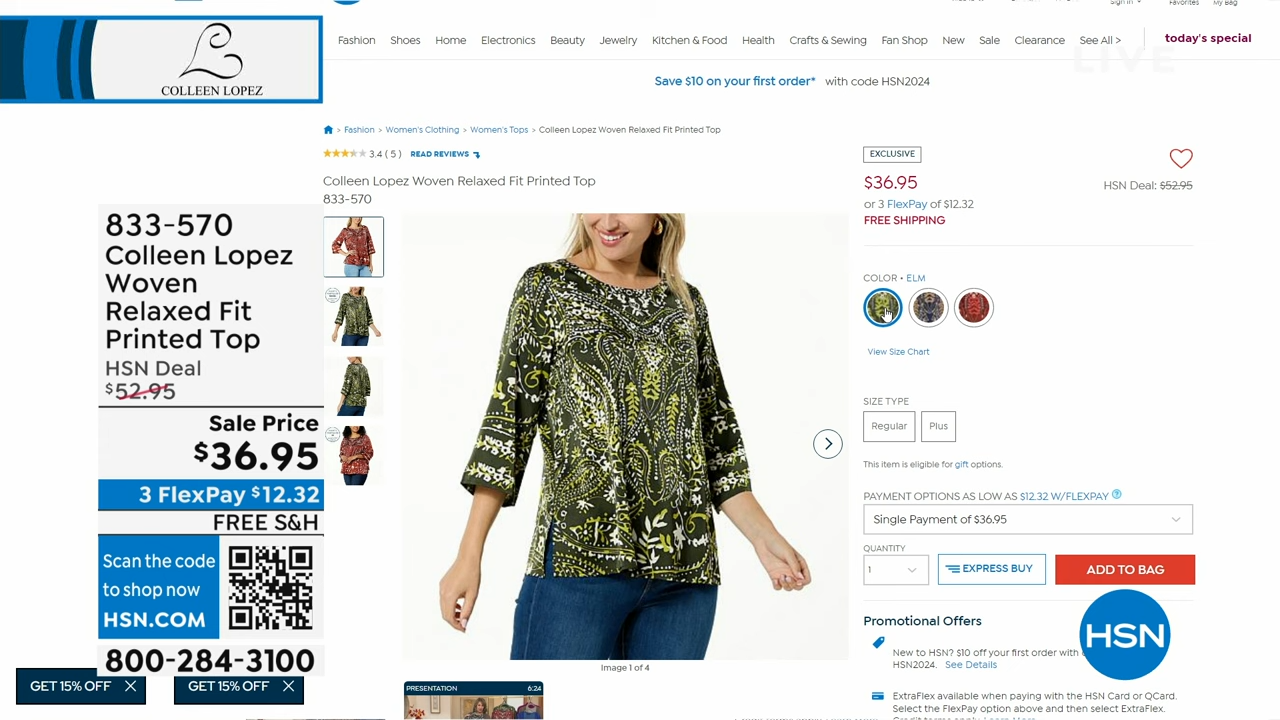 Sign in
Favorites
My Bag
COLLEEN LOPEZ
Fashion Shoes Home Electronics Beauty Jewelry Kitchen & Food Health Crafts & Sewing Fan Shop New Sale Clearance See All > today's special
LIVE
Save $10 on your first order* with code HSN2024
> Fashion > Women's Clothing > Women's Tops > Colleen Lopez Woven Relaxed Fit Printed Top
3.4 ( 5 ) READ REVIEWS
Colleen Lopez Woven Relaxed Fit Printed Top
833-570
EXCLUSIVE
$36.95
HSN Deal: $52.95
or 3 FlexPay of $12.32
FREE SHIPPING
COLOR • ELM
View Size Chart
SIZE TYPE
Regular Plus
This item is eligible for gift options.
PAYMENT OPTIONS AS LOW AS $12.32 W/FLEXPAY ?
Single Payment of $36.95
QUANTITY
1
EXPRESS BUY
ADD TO BAG
Promotional Offers
New to HSN? $10 off your first order with
HSN2024. See Details
ExtraFlex available when paying with the HSN Card or QCard.
Select the FlexPay option above and then select ExtraFlex.
HSN
833-570
Colleen Lopez
Woven
Relaxed Fit
Printed Top
HSN Deal
$52.95
Sale Price
$36.95
3 FlexPay $12.32
FREE S&H
Scan the code
to shop now
HSN.COM
800-284-3100
GET 15% OFF
GET 15% OFF
Image 1 of 4
PRESENTATION 6:24